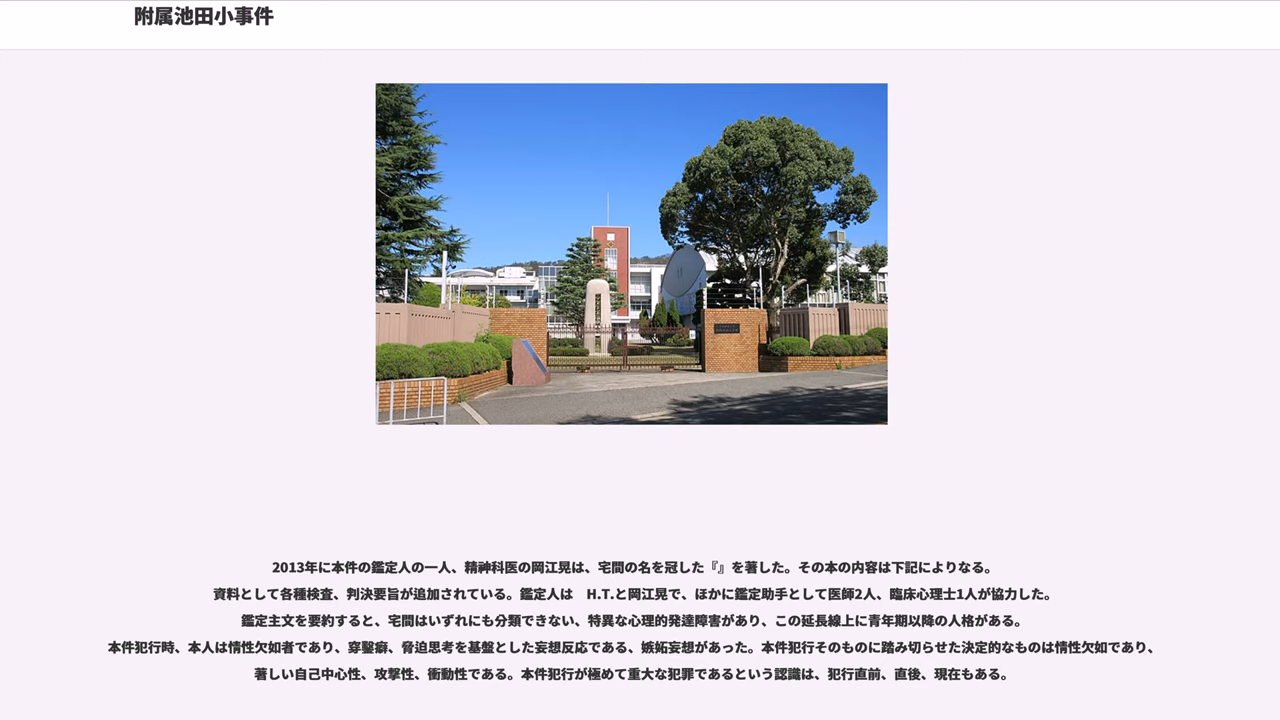 附属池田小事件
2013年に本件の鑑定人の一人、精神科医の岡江晃は、宅間の名を冠した『』を著した。その本の内容は下記によりなる。
資料として各種検査、判決要旨が追加されている。鑑定人は　H.T.と岡江晃で、ほかに鑑定助手として医師2人、臨床心理士1人が協力した。
鑑定主文を要約すると、宅間はいずれにも分類できない、特異な心理的発達障害があり、この延長線上に青年期以降の人格がある。
本件犯行時、本人は情性欠如者であり、穿鑿癖、脅迫思考を基盤とした妄想反応である、嫉妬妄想があった。本件犯行そのものに踏み切らせた決定的なものは情性欠如であり、
著しい自己中心性、攻撃性、衝動性である。本件犯行が極めて重大な犯罪であるという認識は、犯行直前、直後、現在もある。